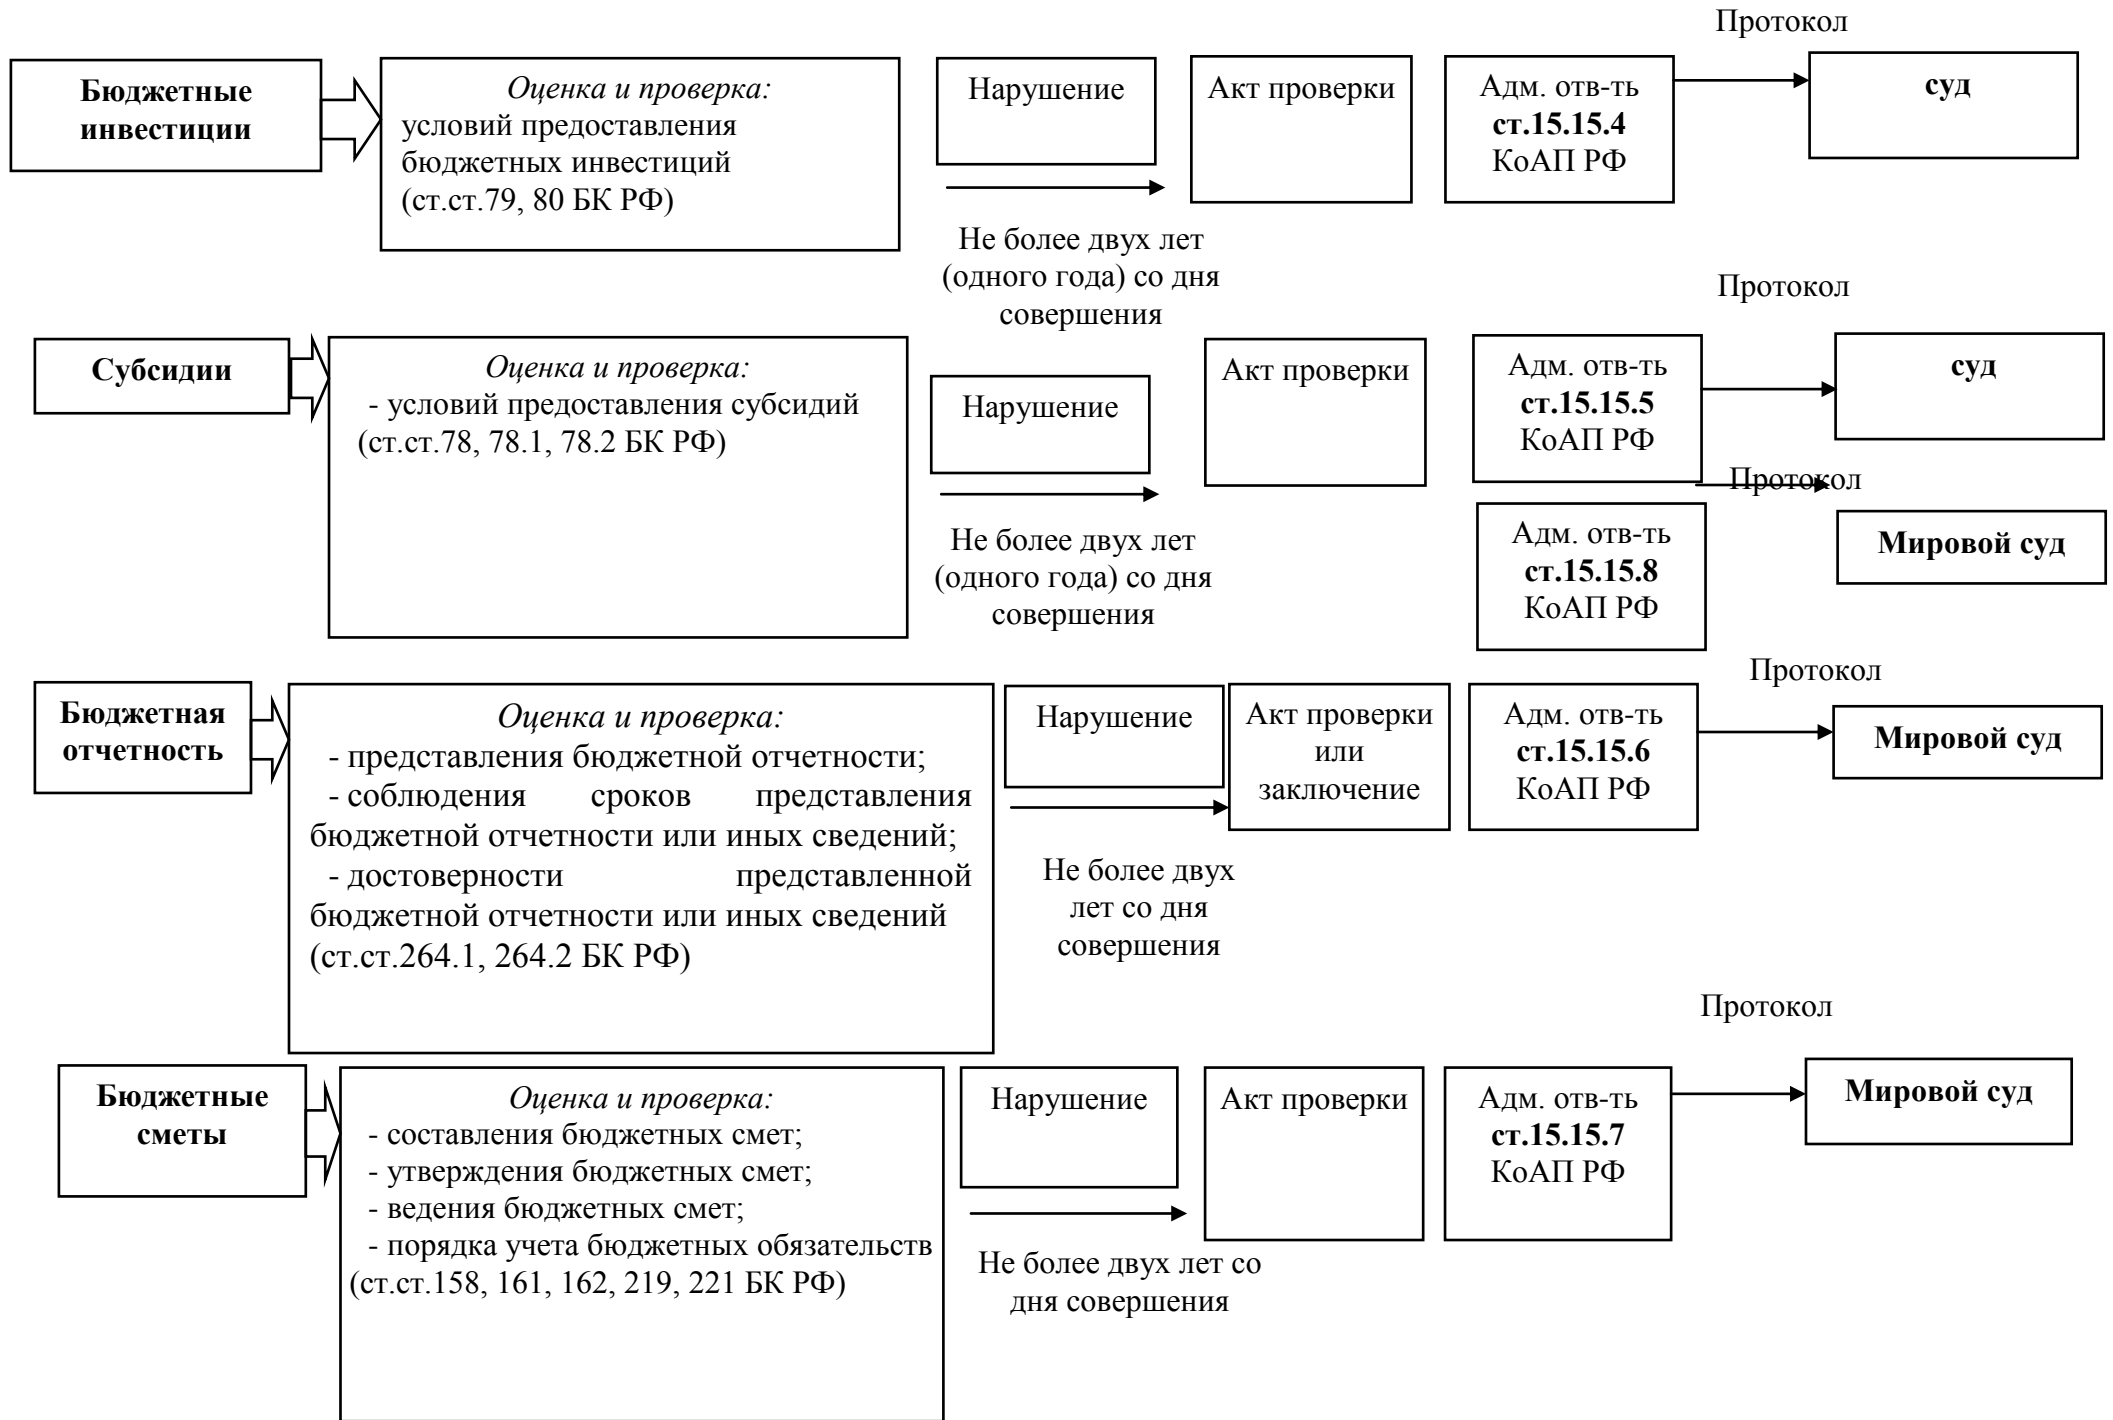 Протокол
Бюджетные
инвестиции
Оценка и проверка:
условий предоставления
бюджетных инвестиций
(ст.ст.79, 80 БК РФ)
Нарушение
Не более двух лет
(одного года) со дня
совершения
Акт проверки
Адм. отв-ть
ст.15.15.4
КоАП РФ
суд
Протокол
Субсидии
Оценка и проверка:
- условий предоставления субсидий
(ст.ст.78, 78.1, 78.2 БК РФ)
Нарушение
Не более двух лет
(одного года) со дня
совершения
Акт проверки
Адм. отв-ть
ст.15.15.5
КоАП РФ
суд
Протокол
Адм. отв-ть
ст.15.15.8
КоАП РФ
Мировой суд
Протокол
Бюджетная
отчетность
Оценка и проверка:
- представления бюджетной отчетности;
- соблюдения сроков представления
бюджетной отчетности или иных сведений;
- достоверности представленной
бюджетной отчетности или иных сведений
(ст.ст.264.1, 264.2 БК РФ)
Нарушение
Не более двух
лет со дня
совершения
Акт проверки
или
заключение
Адм. отв-ть
ст.15.15.6
КоАП РФ
Мировой суд
Протокол
Бюджетные
сметы
Оценка и проверка:
- составления бюджетных смет;
- утверждения бюджетных смет;
- ведения бюджетных смет;
- порядка учета бюджетных обязательств
(ст.ст.158, 161, 162, 219, 221 БК РФ)
Нарушение
Не более двух лет со
дня совершения
Акт проверки
Адм. отв-ть
ст.15.15.7
КоАП РФ
Мировой суд